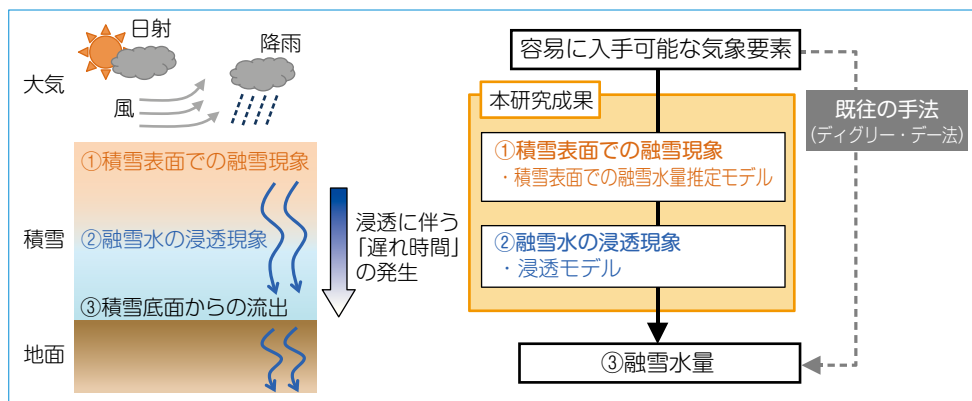 日射
降雨
大気
風
①積雪表面での融雪現象
積雪
②融雪水の浸透現象
浸透に伴う
「遅れ時間」
の発生
③積雪底面からの流出
地面
容易に入手可能な気象要素
本研究成果
既往の手法
(ディグリー・デー法)
①積雪表面での融雪現象
・積雪表面での融雪水量推定モデル
②融雪水の浸透現象
・浸透モデル
③融雪水量